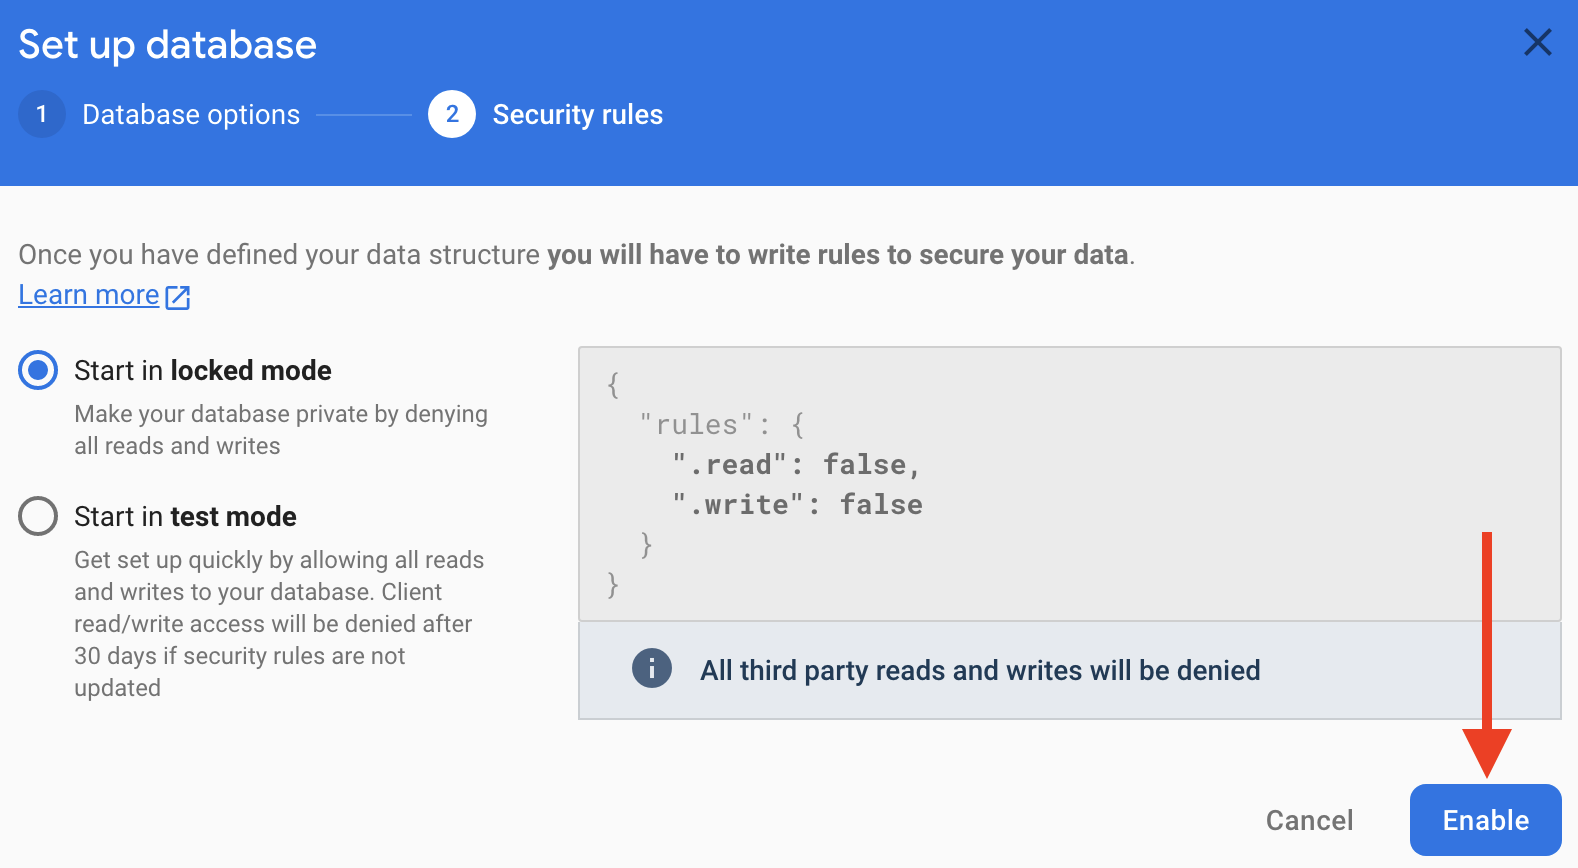 Set up database
1 Database options 2 Security rules
Once you have defined your data structure you will have to write rules to secure your data.
Learn more
Start in locked mode
Make your database private by denying
all reads and writes
Start in test mode
Get set up quickly by allowing all reads
and writes to your database. Client
read/write access will be denied after
30 days if security rules are not
updated
{
"rules": {
".read": false,
".write": false
}
}
i All third party reads and writes will be denied
Cancel Enable